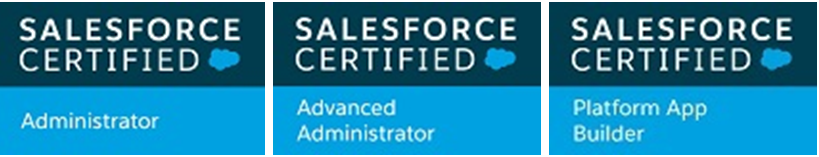 SALESFORCE
CERTIFIED
Administrator
SALESFORCE
CERTIFIED
Advanced
Administrator
SALESFORCE
CERTIFIED
Platform App
Builder